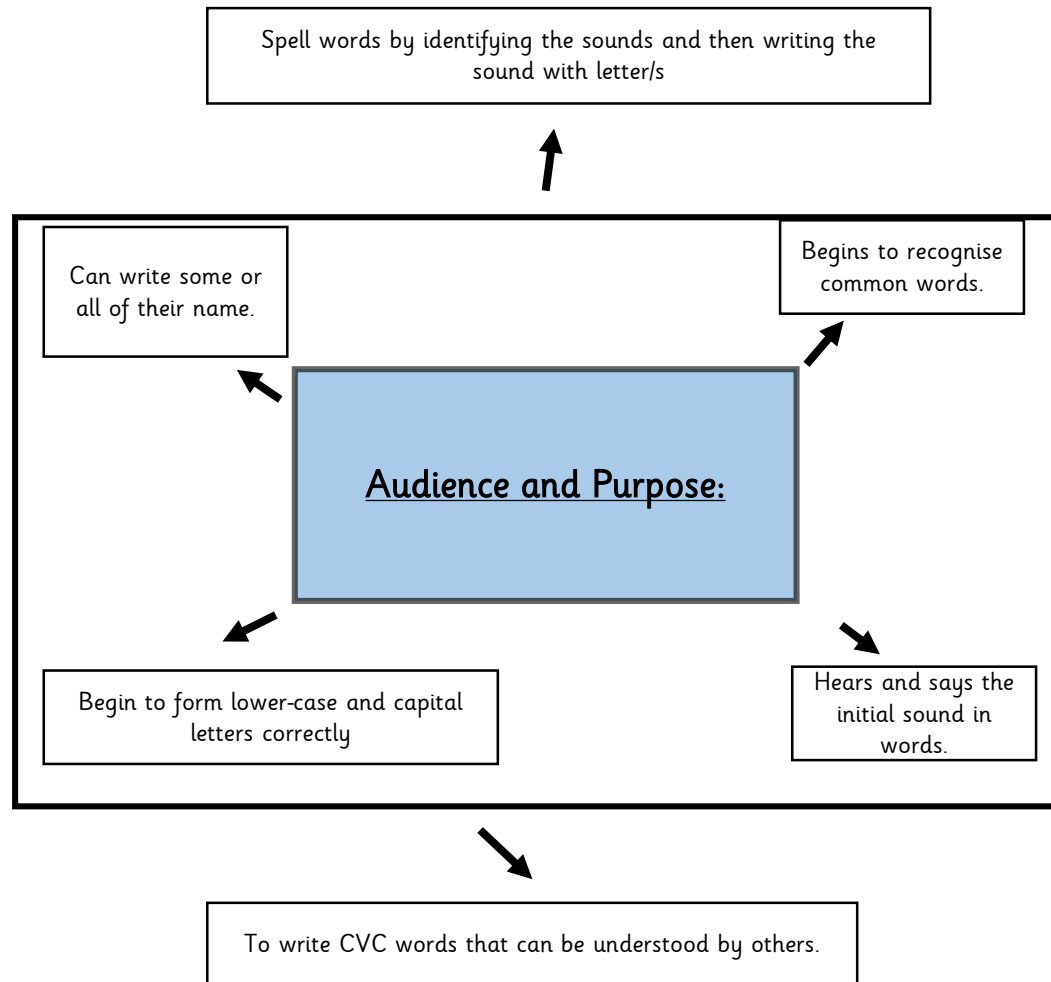 Spell words by identifying the sounds and then writing the
sound with letter/s
Can write some or
all of their name.
Begins to recognise
common words.
Audience and Purpose:
Begin to form lower-case and capital
letters correctly
Hears and says the
initial sound in
words.
To write CVC words that can be understood by others.